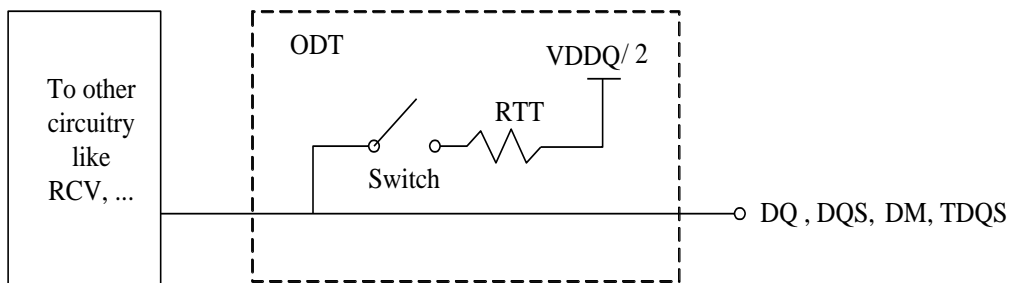 To other
circuitry
like
RCV, ...
ODT
VDDQ/ 2
RTT
Switch
DQ , DQS, DM, TDQS